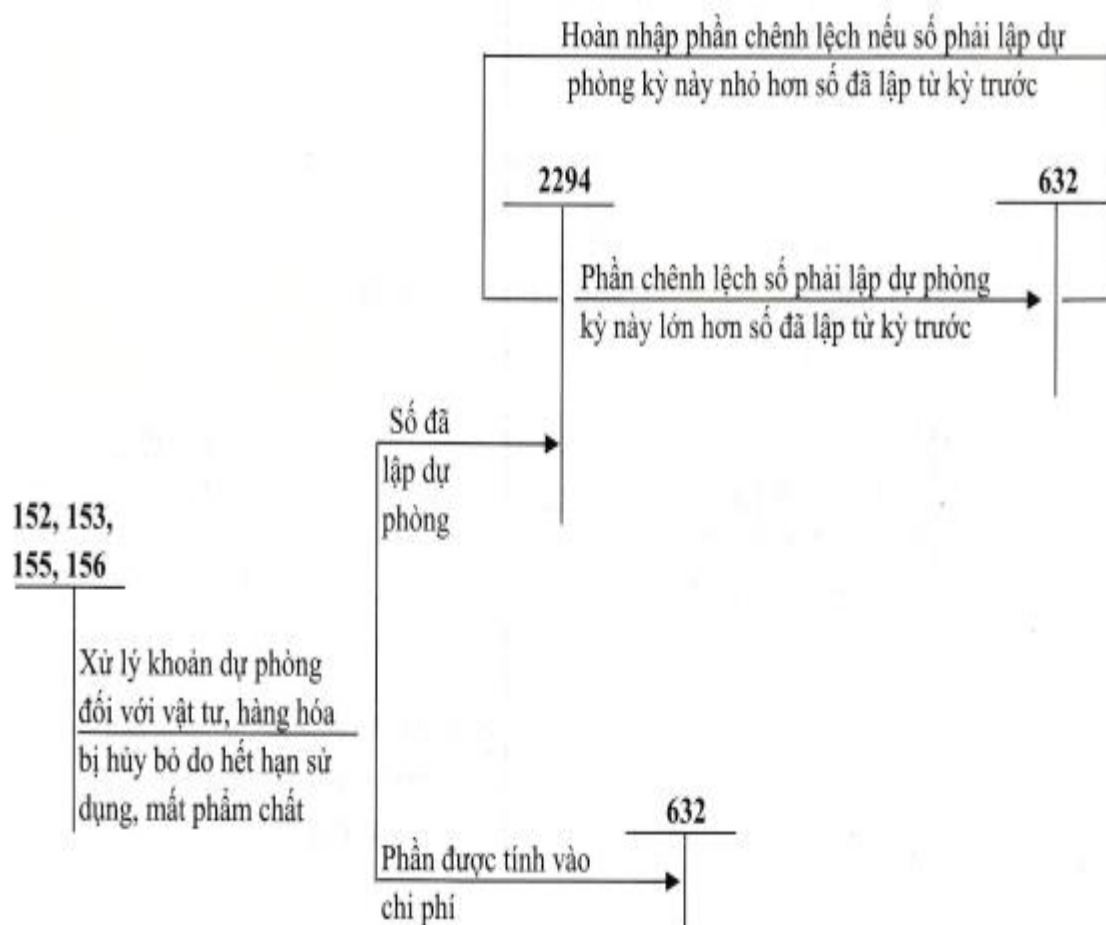 Hoàn nhập phần chênh lệch nếu số phải lập dự
phòng kỳ này nhỏ hơn số đã lập từ kỳ trước
2294
632
Phần chênh lệch số phải lập dự phòng
kỳ này lớn hơn số đã lập từ kỳ trước
Số đã
lập dự
phòng
152, 153,
155, 156
Xử lý khoản dự phòng
đối với vật tư, hàng hóa
bị hủy bỏ do hết hạn sử
dụng, mất phẩm chất
632
Phần được tính vào
chi phí